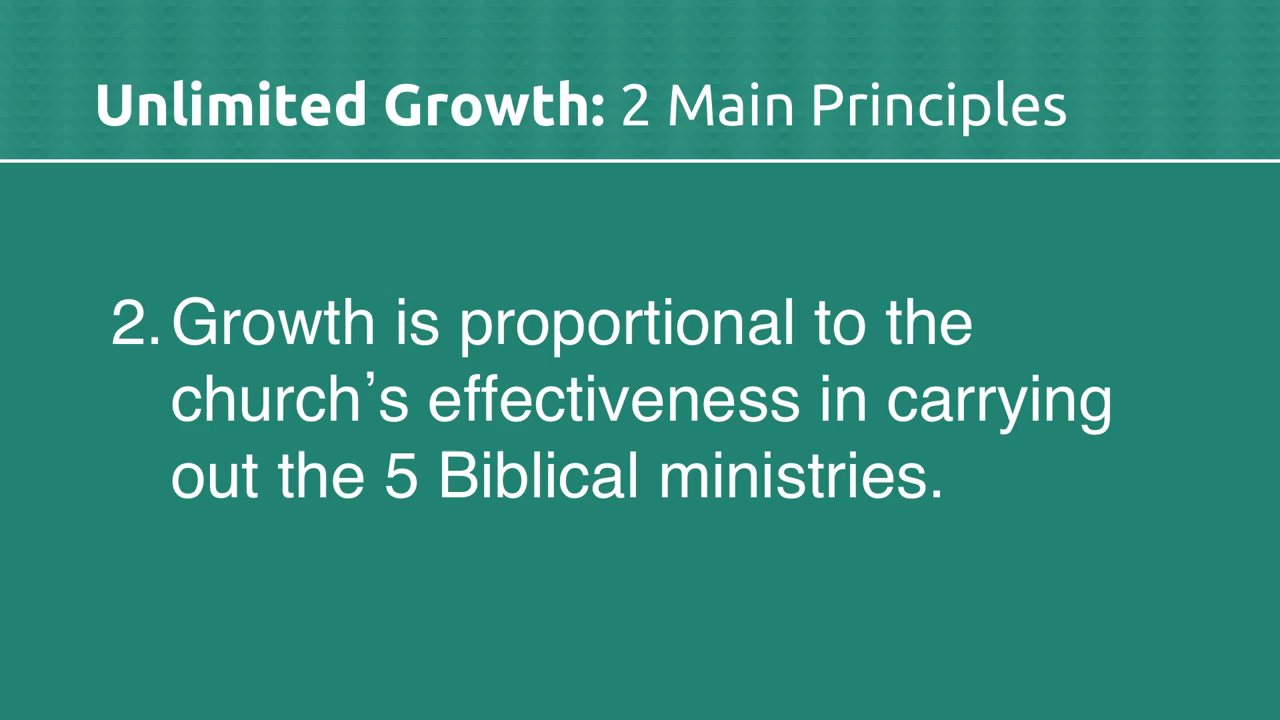 Unlimited Growth: 2 Main Principles
2. Growth is proportional to the
church’s effectiveness in carrying
out the 5 Biblical ministries.